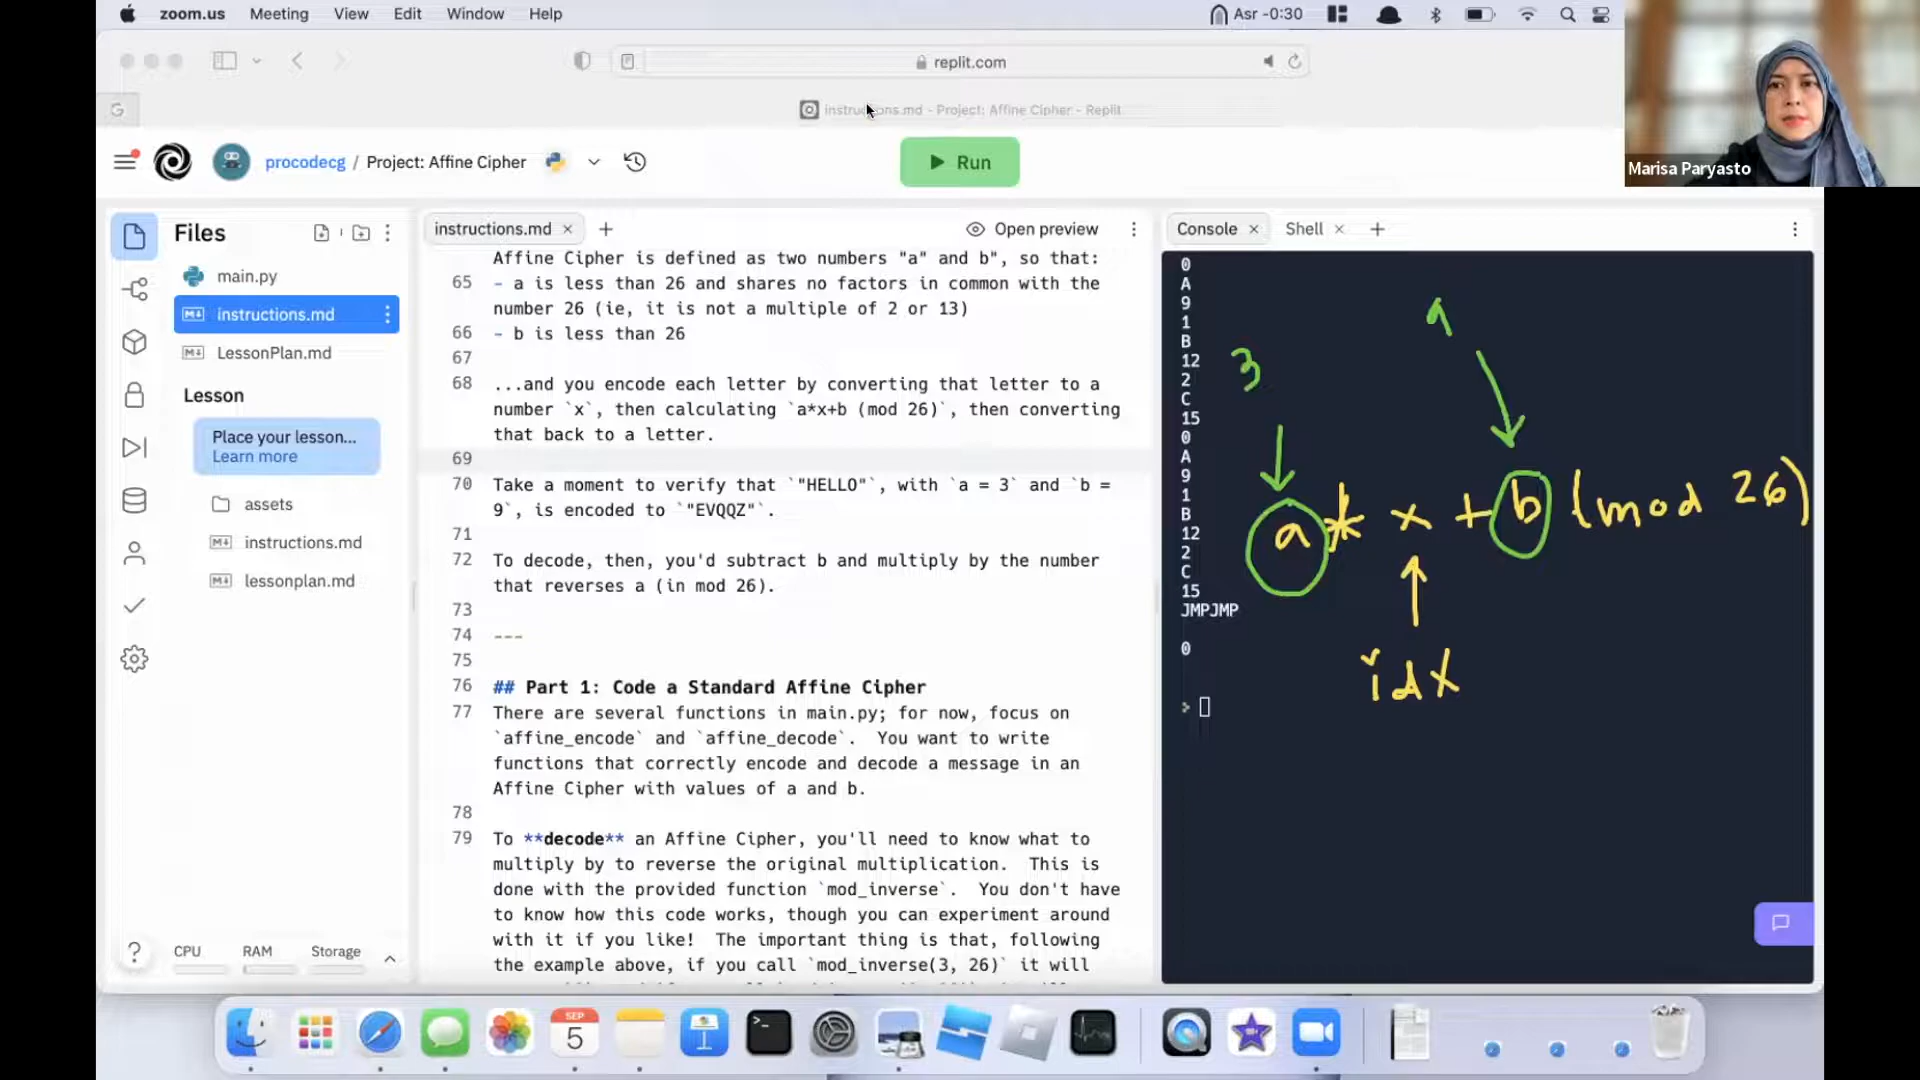 zoom.us Meeting View Edit Window Help Asr -0:30
replit.com
G
instructions.md - Project: Affine Cipher - Replit
procodecg / Project: Affine Cipher
Run
Marisa Paryasto
Files
main.py
instructions.md
LessonPlan.md
Lesson
Place your lesson...
Learn more
assets
instructions.md
lessonplan.md
CPU RAM Storage
instructions.md × + Open preview
Affine Cipher is defined as two numbers "a" and b", so that:
65 - a is less than 26 and shares no factors in common with the
number 26 (ie, it is not a multiple of 2 or 13)
66 - b is less than 26
67
68 ...and you encode each letter by converting that letter to a
number `x`, then calculating `a*x+b (mod 26)`, then converting
that back to a letter.
69
70 Take a moment to verify that `"HELLO"`, with `a = 3` and `b =
9`, is encoded to `"EVQQZ"`.
71
72 To decode, then, you'd subtract b and multiply by the number
that reverses a (in mod 26).
73
74 ---
75
76 ## Part 1: Code a Standard Affine Cipher
77 There are several functions in main.py; for now, focus on
`affine_encode` and `affine_decode`.  You want to write
functions that correctly encode and decode a message in an
Affine Cipher with values of a and b.
78
79 To **decode** an Affine Cipher, you'll need to know what to
multiply by to reverse the original multiplication.  This is
done with the provided function `mod_inverse`.  You don't have
to know how this code works, though you can experiment around
with it if you like!  The important thing is that, following
the example above, if you call `mod_inverse(3, 26)` it will
Console × Shell × +
0
A
9
1
B
12
2
C
15
0
A
9
1
B
12
2
C
15
JMPJMP
0
>
9
3
a * x + b (mod 26)
idx
SEP
5